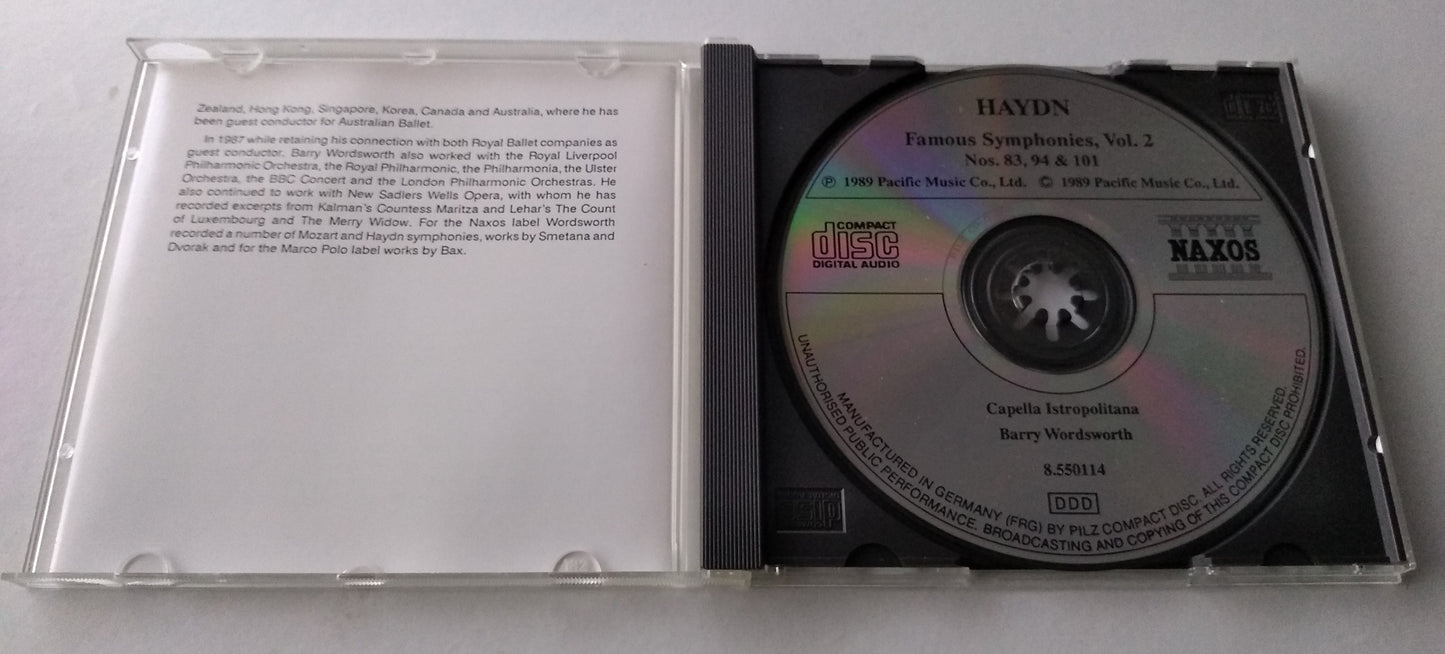 Zealand, Hong Kong, Singapore, Korea, Canada and Australia, where he has
been guest conductor for Australian Ballet.
In 1987 while retaining his connection with both Royal Ballet companies as
guest conductor. Barry Wordsworth also worked with the Royal Liverpool
Philharmonic Orchestra, the Royal Philharmonic, the Philharmonia, the Ulster
Orchestra, the BBC Concert and the London Philharmonic Orchestras. He
also continued to work with New Sadlers Wells Opera, with whom he has
recorded excerpts from Kalman's Countess Maritza and Lehar's The Count
of Luxembourg and The Merry Widow. For the Naxos label Wordsworth
recorded a number of Mozart and Haydn symphonies, works by Smetana and
Dvorak and for the Marco Polo label works by Bax.
HAYDN
Famous Symphonies, Vol. 2
Nos. 83, 94 & 101
℗ 1989 Pacific Music Co., Ltd. © 1989 Pacific Music Co., Ltd.
COMPACT
disc
DIGITAL AUDIO
NAXOS
Capella Istropolitana
Barry Wordsworth
8.550114
DDD
MANUFACTURED IN GERMANY (FRG) BY PILZ COMPACT DISC. ALL RIGHTS RESERVED.
UNAUTHORISED PUBLIC PERFORMANCE. BROADCASTING AND COPYING OF THIS COMPACT DISC PROHIBITED.